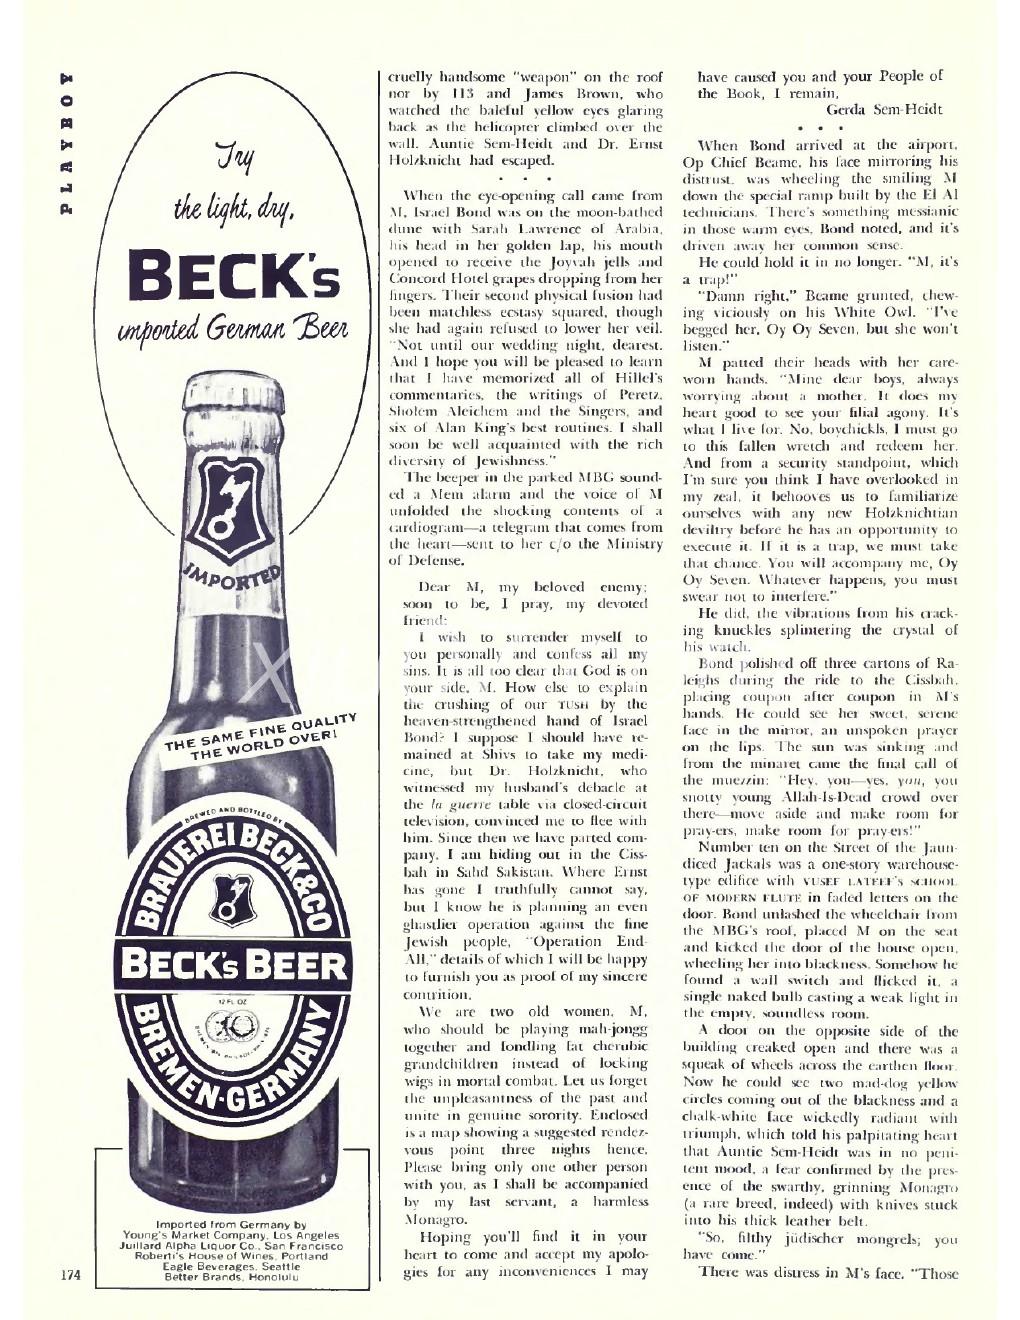 PLAYBOY
Try
the light, dry,
BECK's
imported German Beer
IMPORTED
THE SAME FINE QUALITY
THE WORLD OVER!
BREWED AND BOTTLED BY
BRAUEREI BECK & CO
BECK's BEER
12 FL. OZ
BREMEN-GERMANY
Imported from Germany by
Young's Market Company, Los Angeles
Juillard Alpha Liquor Co., San Francisco
Roberti's House of Wines, Portland
Eagle Beverages, Seattle
Better Brands, Honolulu
174
cruelly handsome "weapon" on the roof
nor by 113 and James Brown, who
watched the baleful yellow eyes glaring
back as the helicopter climbed over the
wall. Auntie Sem-Heidt and Dr. Ernst
Holzknicht had escaped.
• • •
When the eye-opening call came from
M, Israel Bond was on the moon-bathed
dune with Sarah Lawrence of Arabia,
his head in her golden lap, his mouth
opened to receive the Joyvah jells and
Concord Hotel grapes dropping from her
fingers. Their second physical fusion had
been matchless ecstasy squared, though
she had again refused to lower her veil.
"Not until our wedding night, dearest.
And I hope you will be pleased to learn
that I have memorized all of Hillel's
commentaries, the writings of Peretz,
Sholem Aleichem and the Singers, and
six of Alan King's best routines. I shall
soon be well acquainted with the rich
diversity of Jewishness."
The beeper in the parked MBG sound-
ed a Mem alarm and the voice of M
unfolded the shocking contents of a
cardiogram—a telegram that comes from
the heart—sent to her c/o the Ministry
of Defense.
Dear M, my beloved enemy;
soon to be, I pray, my devoted
friend:
I wish to surrender myself to
you personally and confess all my
sins. It is all too clear that God is on
your side, M. How else to explain
the crushing of our TUSH by the
heaven-strengthened hand of Israel
Bond? I suppose I should have re-
mained at Shivs to take my medi-
cine, but Dr. Holzknicht, who
witnessed my husband's debacle at
the la guerre table via closed-circuit
television, convinced me to flee with
him. Since then we have parted com-
pany. I am hiding out in the Ciss-
bah in Sahd Sakistan. Where Ernst
has gone I truthfully cannot say,
but I know he is planning an even
ghastlier operation against the fine
Jewish people, "Operation End-
All," details of which I will be happy
to furnish you as proof of my sincere
contrition.
We are two old women, M,
who should be playing mah-jongg
together and fondling fat cherubic
grandchildren instead of locking
wigs in mortal combat. Let us forget
the unpleasantness of the past and
unite in genuine sorority. Enclosed
is a map showing a suggested rendez-
vous point three nights hence.
Please bring only one other person
with you, as I shall be accompanied
by my last servant, a harmless
Monagro.
Hoping you'll find it in your
heart to come and accept my apolo-
gies for any inconveniences I may
have caused you and your People of
the Book, I remain,
Gerda Sem-Heidt
• • •
When Bond arrived at the airport,
Op Chief Beame, his face mirroring his
distrust, was wheeling the smiling M
down the special ramp built by the El Al
technicians. There's something messianic
in those warm eyes, Bond noted, and it's
driven away her common sense.
He could hold it in no longer. "M, it's
a trap!"
"Damn right," Beame grunted, chew-
ing viciously on his White Owl. "I've
begged her, Oy Oy Seven, but she won't
listen."
M patted their heads with her care-
worn hands. "Mine dear boys, always
worrying about a mother. It does my
heart good to see your filial agony. It's
what I live for. No, boychickls, I must go
to this fallen wretch and redeem her.
And from a security standpoint, which
I'm sure you think I have overlooked in
my zeal, it behooves us to familiarize
ourselves with any new Holzknichtian
deviltry before he has an opportunity to
execute it. If it is a trap, we must take
that chance. You will accompany me, Oy
Oy Seven. Whatever happens, you must
swear not to interfere."
He did, the vibrations from his crack-
ing knuckles splintering the crystal of
his watch.
Bond polished off three cartons of Ra-
leighs during the ride to the Cissbah,
placing coupon after coupon in M's
hands. He could see her sweet, serene
face in the mirror, an unspoken prayer
on the lips. The sun was sinking and
from the minaret came the final call of
the muezzin: "Hey, you—yes, you, you
snotty young Allah-Is-Dead crowd over
there—move aside and make room for
pray-ers, make room for pray-ers!"
Number ten on the Street of the Jaun-
diced Jackals was a one-story warehouse-
type edifice with YUSEF LATEEF'S SCHOOL
OF MODERN FLUTE in faded letters on the
door. Bond unlashed the wheelchair from
the MBG's roof, placed M on the seat
and kicked the door of the house open,
wheeling her into blackness. Somehow he
found a wall switch and flicked it, a
single naked bulb casting a weak light in
the empty, soundless room.
A door on the opposite side of the
building creaked open and there was a
squeak of wheels across the earthen floor.
Now he could see two mad-dog yellow
circles coming out of the blackness and a
chalk-white face wickedly radiant with
triumph, which told his palpitating heart
that Auntie Sem-Heidt was in no peni-
tent mood, a fear confirmed by the pres-
ence of the swarthy, grinning Monagro
(a rare breed, indeed) with knives stuck
into his thick leather belt.
"So, filthy jüdischer mongrels; you
have come."
There was distress in M's face. "Those